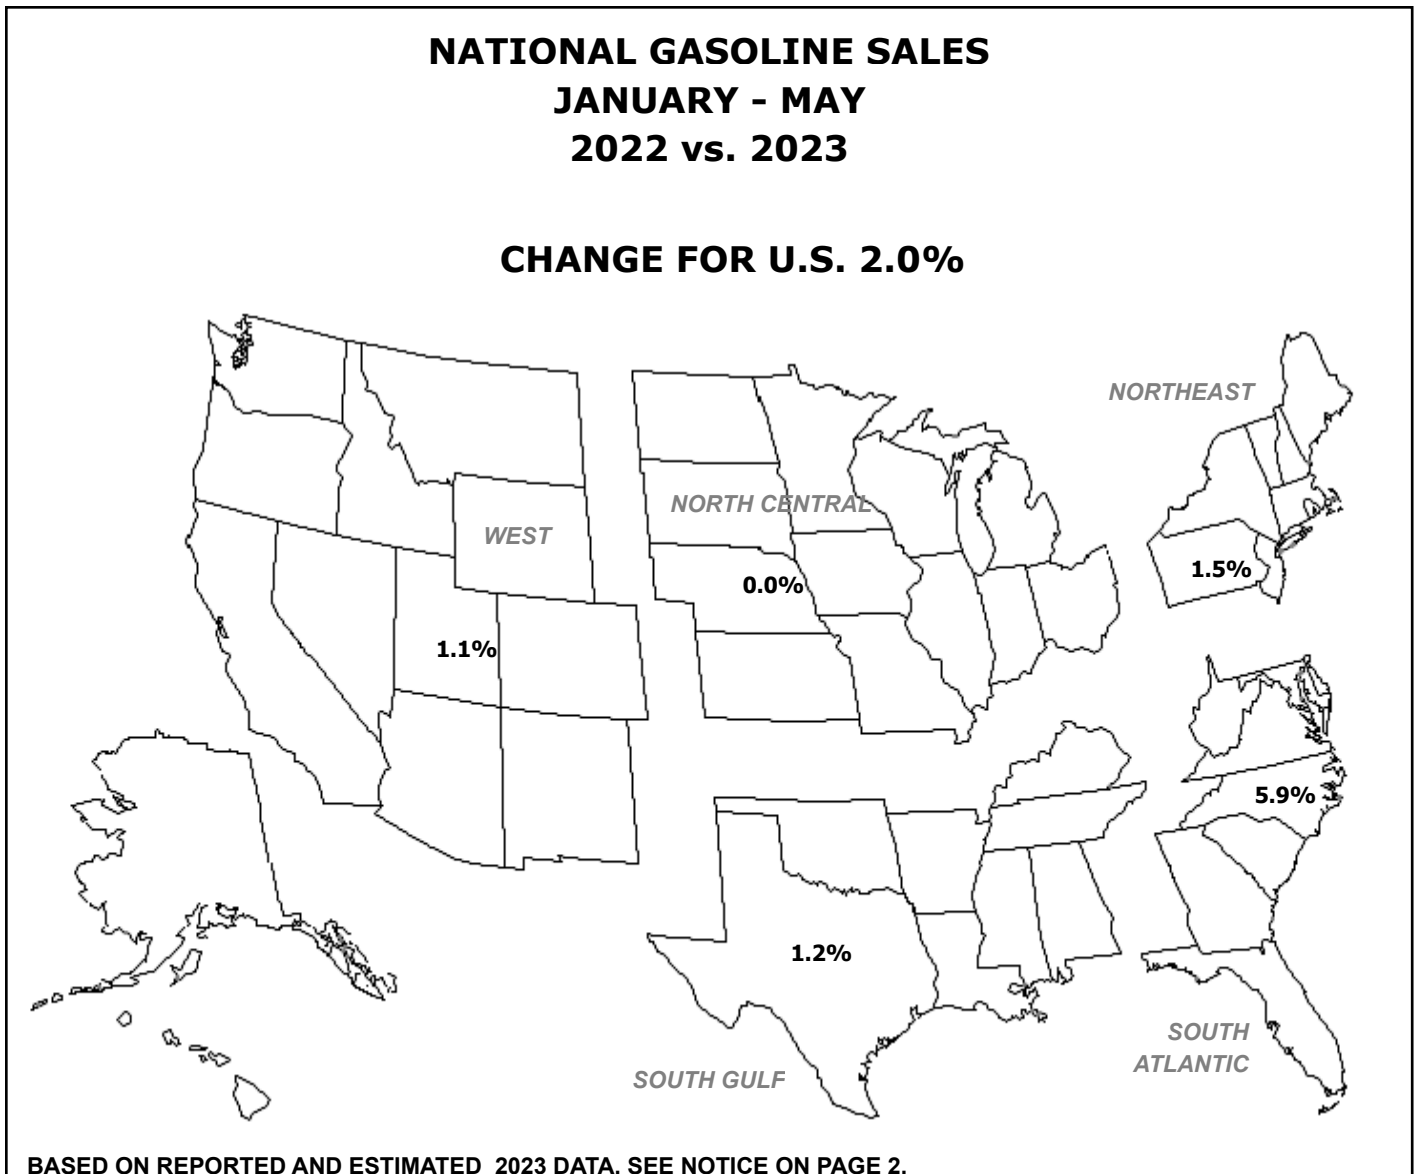 NATIONAL GASOLINE SALES
JANUARY - MAY
2022 vs. 2023
CHANGE FOR U.S. 2.0%
NORTHEAST
NORTH CENTRAL
WEST
1.5%
0.0%
1.1%
5.9%
1.2%
SOUTH
ATLANTIC
SOUTH GULF
BASED ON REPORTED AND ESTIMATED  2023 DATA. SEE NOTICE ON PAGE 2.